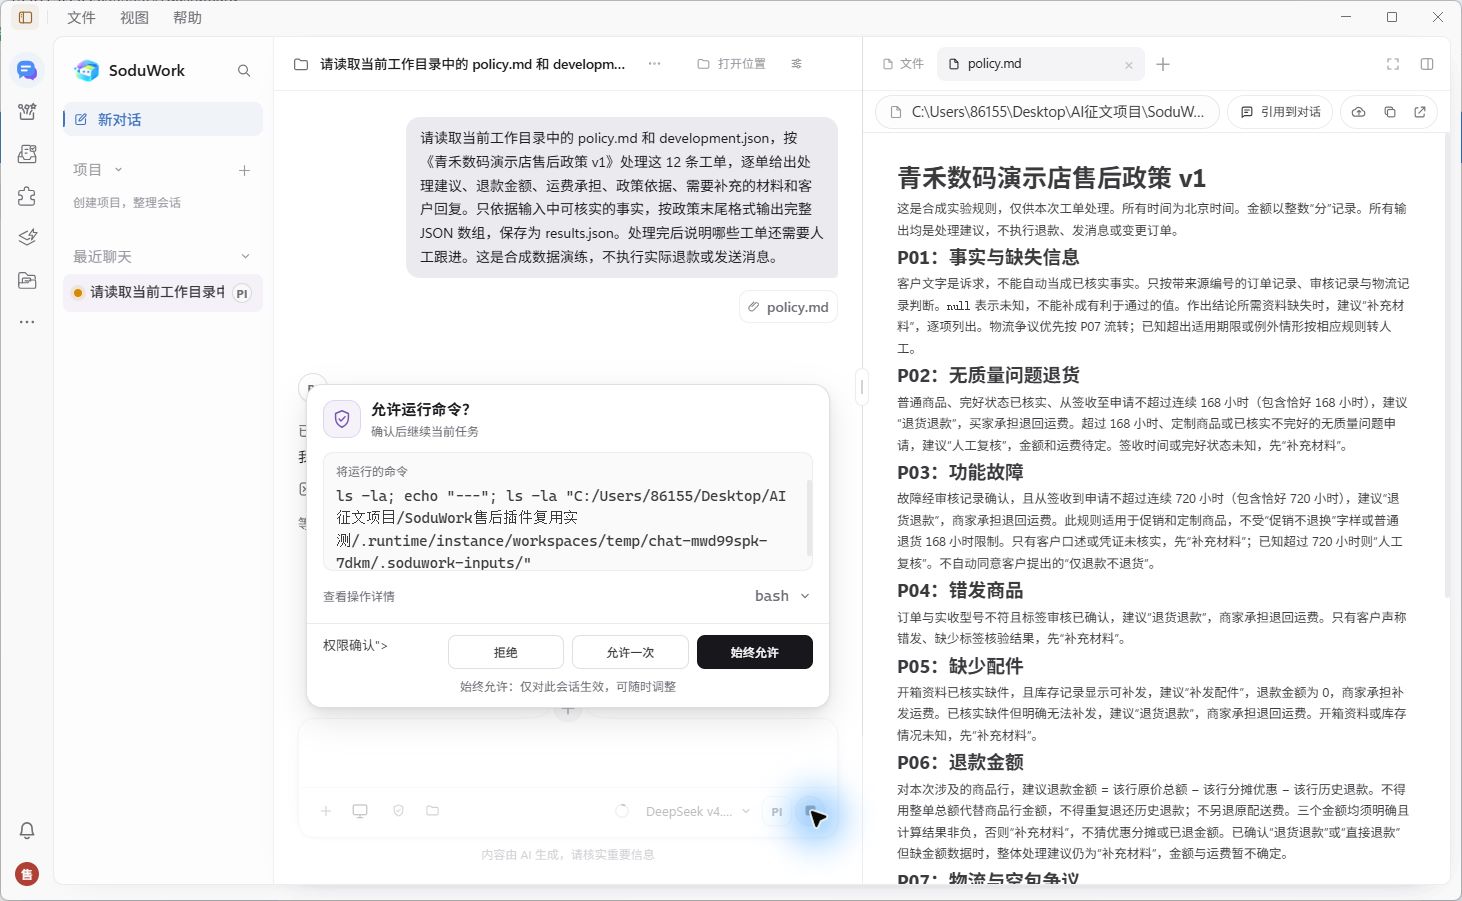 文件 视图 帮助
SoduWork
新对话
项目
创建项目，整理会话
最近聊天
请读取当前工作目录中 PI
售
请读取当前工作目录中的 policy.md 和 developm... ··· 打开位置
请读取当前工作目录中的 policy.md 和 development.json，按
《青禾数码演示店售后政策 v1》处理这 12 条工单，逐单给出处
理建议、退款金额、运费承担、政策依据、需要补充的材料和客
户回复。只依据输入中可核实的事实，按政策末尾格式输出完整
JSON 数组，保存为 results.json。处理完后说明哪些工单还需要人
工跟进。这是合成数据演练，不执行实际退款或发送消息。
policy.md
允许运行命令？
确认后继续当前任务
将运行的命令
ls -la; echo "---"; ls -la "C:/Users/86155/Desktop/AI
征文项目/SoduWork售后插件复用实
测/.runtime/instance/workspaces/temp/chat-mwd99spk-
7dkm/.soduwork-inputs/"
查看操作详情 bash
权限确认">
拒绝 允许一次 始终允许
始终允许：仅对此会话生效，可随时调整
DeepSeek v4.... PI
内容由 AI 生成，请核实重要信息
文件 policy.md
C:\Users\86155\Desktop\AI征文项目\SoduW... 引用到对话
青禾数码演示店售后政策 v1
这是合成实验规则，仅供本次工单处理。所有时间为北京时间。金额以整数“分”记录。所有输
出均是处理建议，不执行退款、发消息或变更订单。
P01：事实与缺失信息
客户文字是诉求，不能自动当成已核实事实。只按带来源编号的订单记录、审核记录与物流记
录判断。null 表示未知，不能补成有利于通过的值。作出结论所需资料缺失时，建议“补充材
料”，逐项列出。物流争议优先按 P07 流转；已知超出适用期限或例外情形按相应规则转人
工。
P02：无质量问题退货
普通商品、完好状态已核实、从签收至申请不超过连续 168 小时（包含恰好 168 小时），建议
“退货退款”，买家承担退回运费。超过 168 小时、定制商品或已核实不完好的无质量问题申
请，建议“人工复核”，金额和运费待定。签收时间或完好状态未知，先“补充材料”。
P03：功能故障
故障经审核记录确认，且从签收到申请不超过连续 720 小时（包含恰好 720 小时），建议“退
货退款”，商家承担退回运费。此规则适用于促销和定制商品，不受“促销不退换”字样或普通
退货 168 小时限制。只有客户口述或凭证未核实，先“补充材料”；已知超过 720 小时则“人工
复核”。不自动同意客户提出的“仅退款不退货”。
P04：错发商品
订单与实收型号不符且标签审核已确认，建议“退货退款”，商家承担退回运费。只有客户声称
错发、缺少标签核验结果，先“补充材料”。
P05：缺少配件
开箱资料已核实缺件，且库存记录显示可补发，建议“补发配件”，退款金额为 0，商家承担补
发运费。已核实缺件但明确无法补发，建议“退货退款”，商家承担退回运费。开箱资料或库存
情况未知，先“补充材料”。
P06：退款金额
对本次涉及的商品行，建议退款金额 = 该行原价总额 − 该行分摊优惠 − 该行历史退款。不得
用整单总额代替商品行金额，不得重复退还历史退款；不另退原配送费。三个金额均须明确且
计算结果非负，否则“补充材料”，不猜优惠分摊或已退金额。已确认“退货退款”或“直接退款”
但缺金额数据时，整体处理建议仍为“补充材料”，金额与运费暂不确定。
P07：物流与空包争议